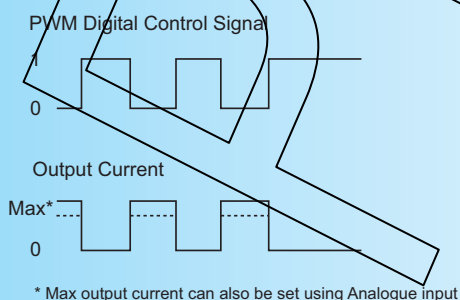 PWM Digital Control Signal
1
0
Output Current
Max*
0
* Max output current can also be set using Analogue input